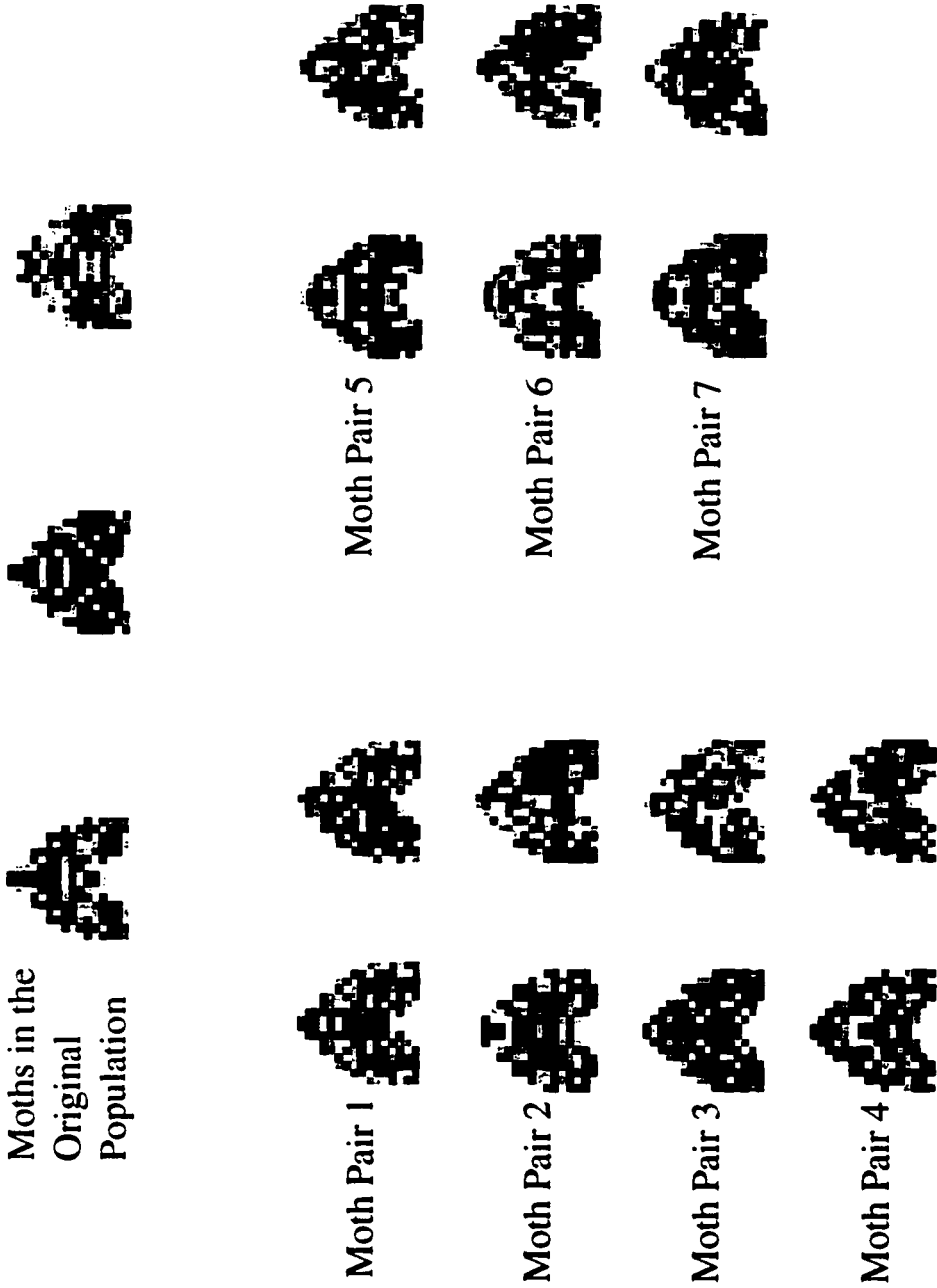 Moths in the
Original
Population
Moth Pair 1
Moth Pair 2
Moth Pair 3
Moth Pair 4
Moth Pair 5
Moth Pair 6
Moth Pair 7